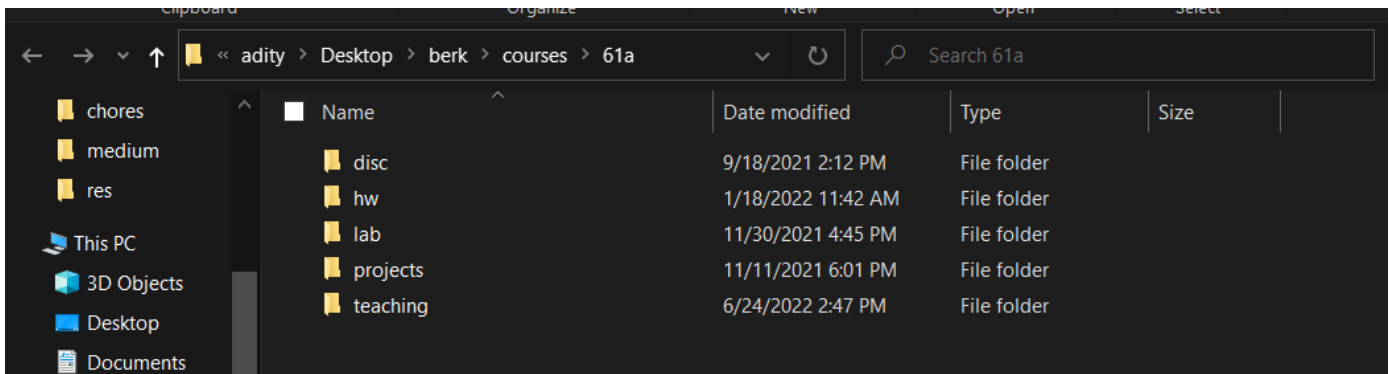 Clipboard Organize New Open Select
« adity > Desktop > berk > courses > 61a Search 61a
chores
medium
res
This PC
3D Objects
Desktop
Documents
Name Date modified Type Size
disc 9/18/2021 2:12 PM File folder
hw 1/18/2022 11:42 AM File folder
lab 11/30/2021 4:45 PM File folder
projects 11/11/2021 6:01 PM File folder
teaching 6/24/2022 2:47 PM File folder